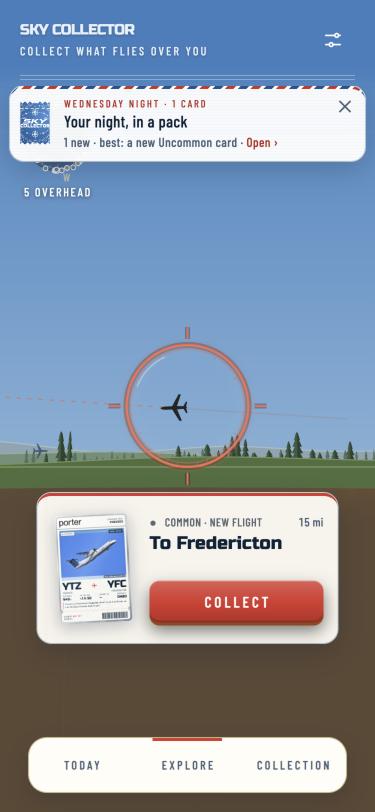 SKY COLLECTOR
COLLECT WHAT FLIES OVER YOU
WEDNESDAY NIGHT · 1 CARD
SKY
COLLECTOR
Your night, in a pack
1 new · best: a new Uncommon card · Open ›
W
5 OVERHEAD
porter
COMMON · NEW FLIGHT
15 mi
To Fredericton
YTZ
YFC
COLLECT
TODAY
EXPLORE
COLLECTION